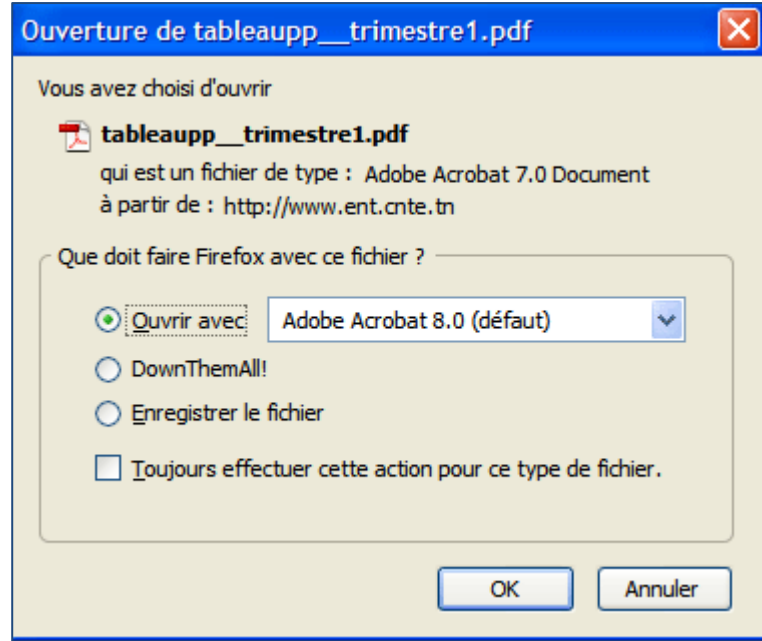 Ouverture de tableaupp__trimestre1.pdf
Vous avez choisi d'ouvrir
tableaupp__trimestre1.pdf
qui est un fichier de type : Adobe Acrobat 7.0 Document
à partir de : http://www.ent.cnte.tn
Que doit faire Firefox avec ce fichier ?
Ouvrir avec Adobe Acrobat 8.0 (défaut)
DownThemAll!
Enregistrer le fichier
Toujours effectuer cette action pour ce type de fichier.
OK Annuler